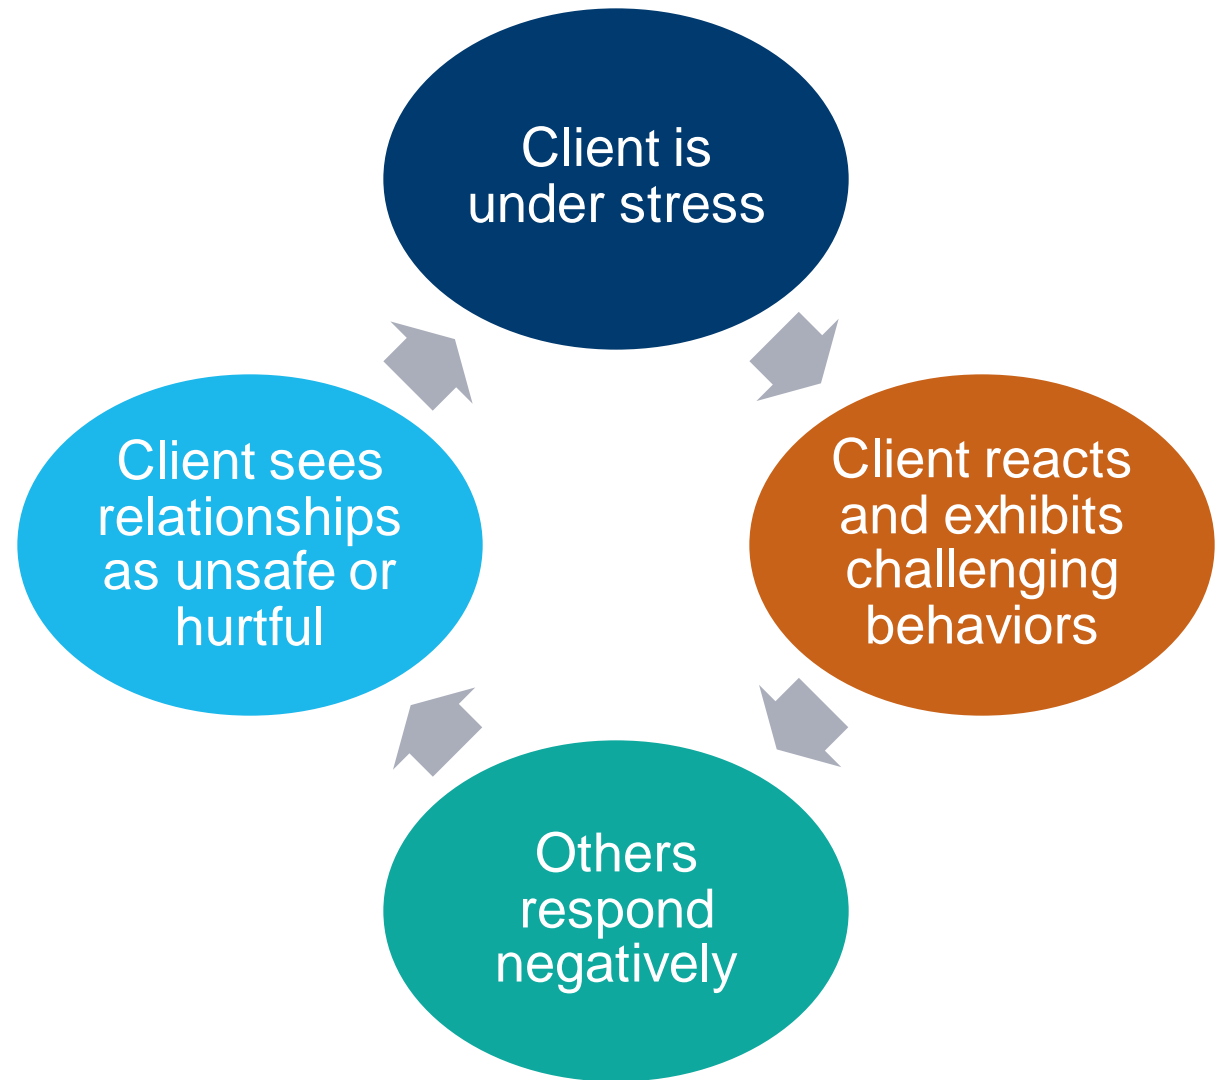 Client is
under stress
Client reacts
and exhibits
challenging
behaviors
Others
respond
negatively
Client sees
relationships
as unsafe or
hurtful